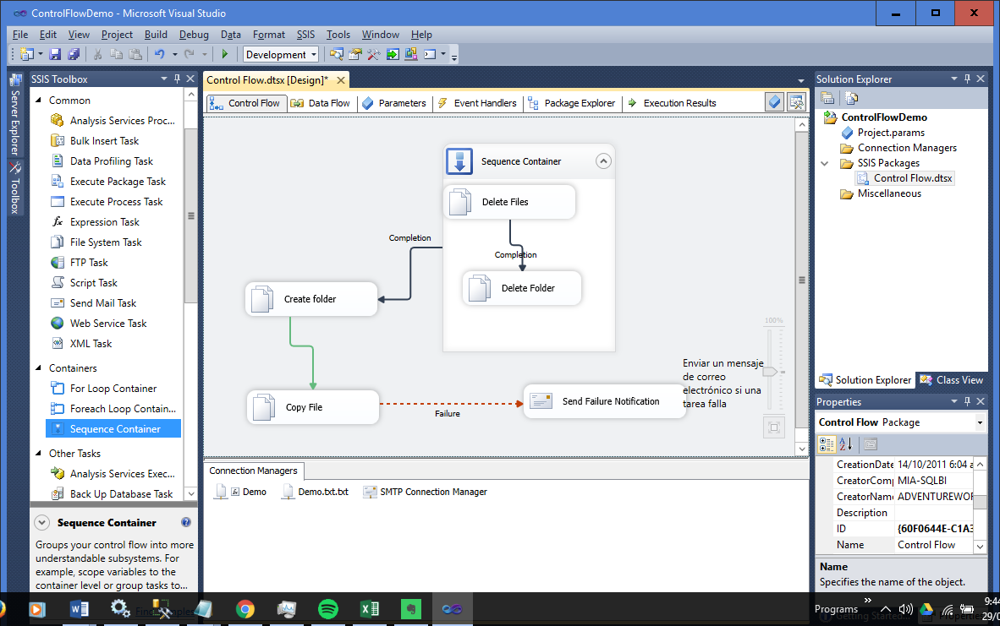 ControlFlowDemo - Microsoft Visual Studio
File Edit View Project Build Debug Data Format SSIS Tools Window Help
Development
Server Explorer
Toolbox
SSIS Toolbox
Common
Analysis Services Proc...
Bulk Insert Task
Data Profiling Task
Execute Package Task
Execute Process Task
Expression Task
File System Task
FTP Task
Script Task
Send Mail Task
Web Service Task
XML Task
Containers
For Loop Container
Foreach Loop Contain...
Sequence Container
Other Tasks
Analysis Services Exec...
Back Up Database Task
Sequence Container
Groups your control flow into more
understandable subsystems. For
example, scope variables to the
container level or group tasks to...
Control Flow.dtsx [Design]*
Control Flow Data Flow Parameters Event Handlers Package Explorer Execution Results
Sequence Container
Delete Files
Completion
Delete Folder
Completion
Create folder
Copy File
Failure
Send Failure Notification
Enviar un mensaje
de correo
electrónico si una
tarea falla
100%
Connection Managers
Demo
Demo.txt.txt
SMTP Connection Manager
Solution Explorer
ControlFlowDemo
Project.params
Connection Managers
SSIS Packages
Control Flow.dtsx
Miscellaneous
Solution Explorer Class View
Properties
Control Flow Package
CreationDate 14/10/2011 6:04 a
CreatorComp MIA-SQLBI
CreatorName ADVENTUREWO
Description
ID {60F0644E-C1A3
Name Control Flow
Name
Specifies the name of the object.
Programs
9:44
29/0